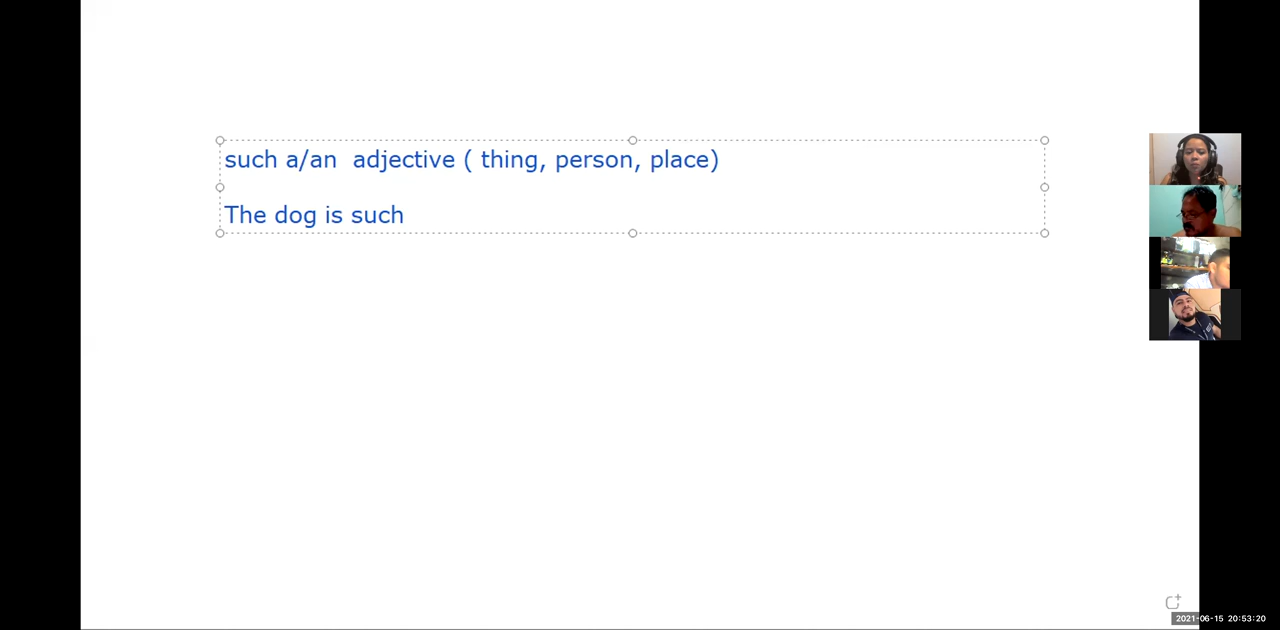 such a/an  adjective ( thing, person, place)
The dog is such
2021-06-15 20:53:20